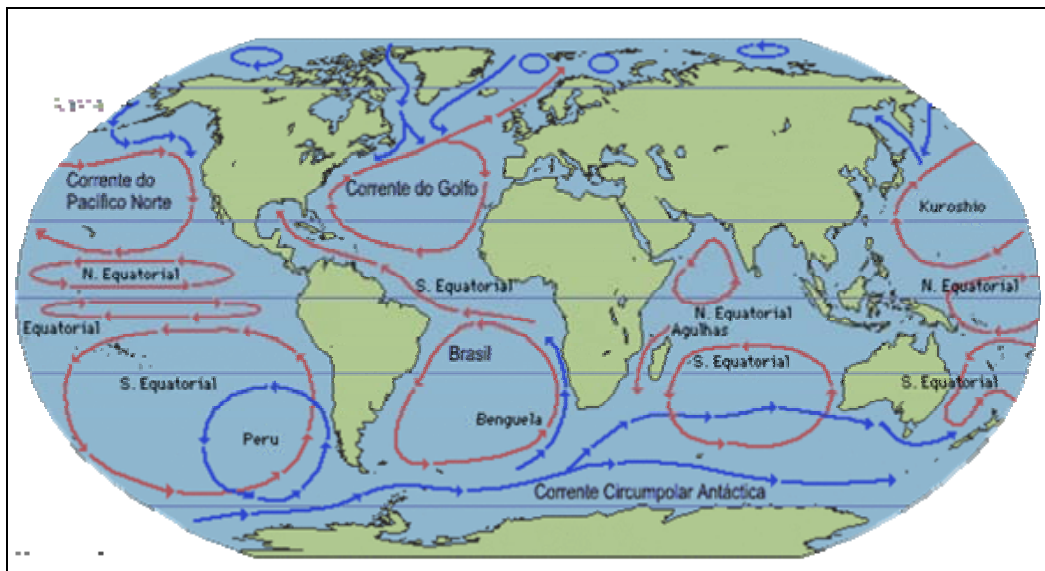 Corrente do
Pacífico Norte
Corrente do Golfo
Kuroshio
N. Equatorial
S. Equatorial
N. Equatorial
Equatorial
N. Equatorial
Agulhas
Brasil
S. Equatorial
S. Equatorial
S. Equatorial
Peru
Benguela
Corrente Circumpolar Antáctica